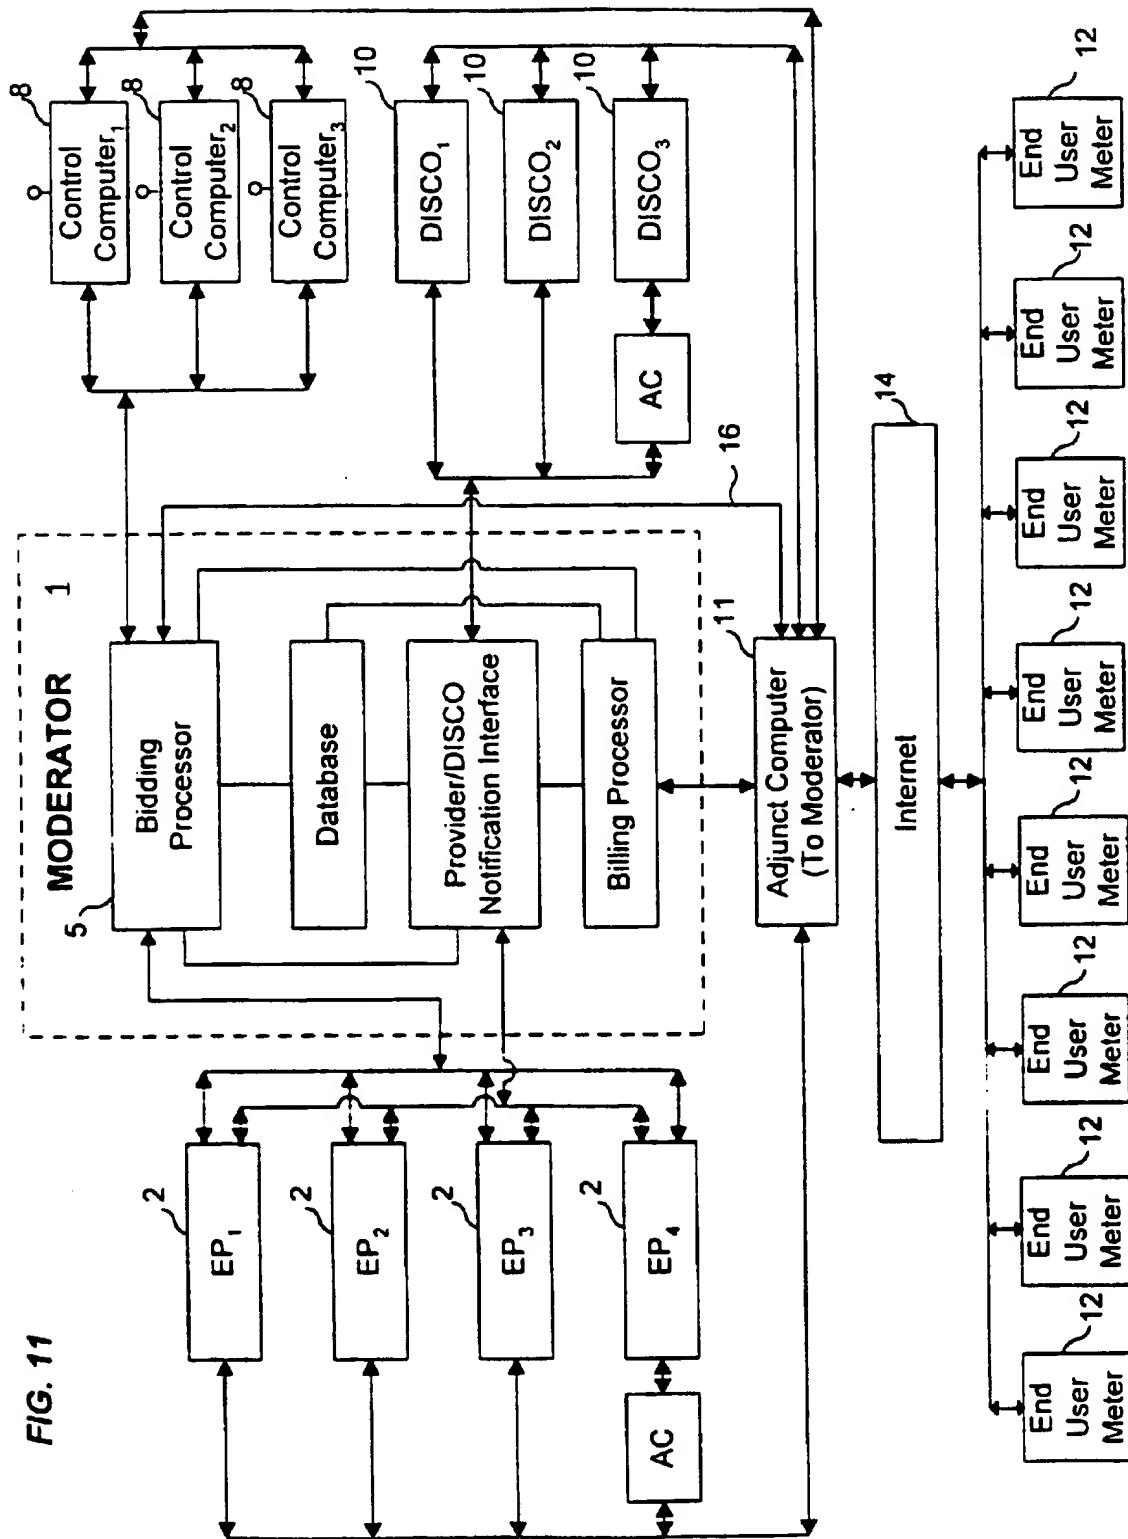 FIG. 11
MODERATOR 1
5
Bidding
Processor
Database
Provider/DISCO
Notification Interface
Billing Processor
2
EP1
2
EP2
2
EP3
2
EP4
AC
8
Control
Computer1
8
Control
Computer2
8
Control
Computer3
10
DISCO1
10
DISCO2
10
DISCO3
AC
16
11
Adjunct Computer
(To Moderator)
14
Internet
12
End
User
Meter
12
End
User
Meter
12
End
User
Meter
12
End
User
Meter
12
End
User
Meter
12
End
User
Meter
12
End
User
Meter
12
End
User
Meter